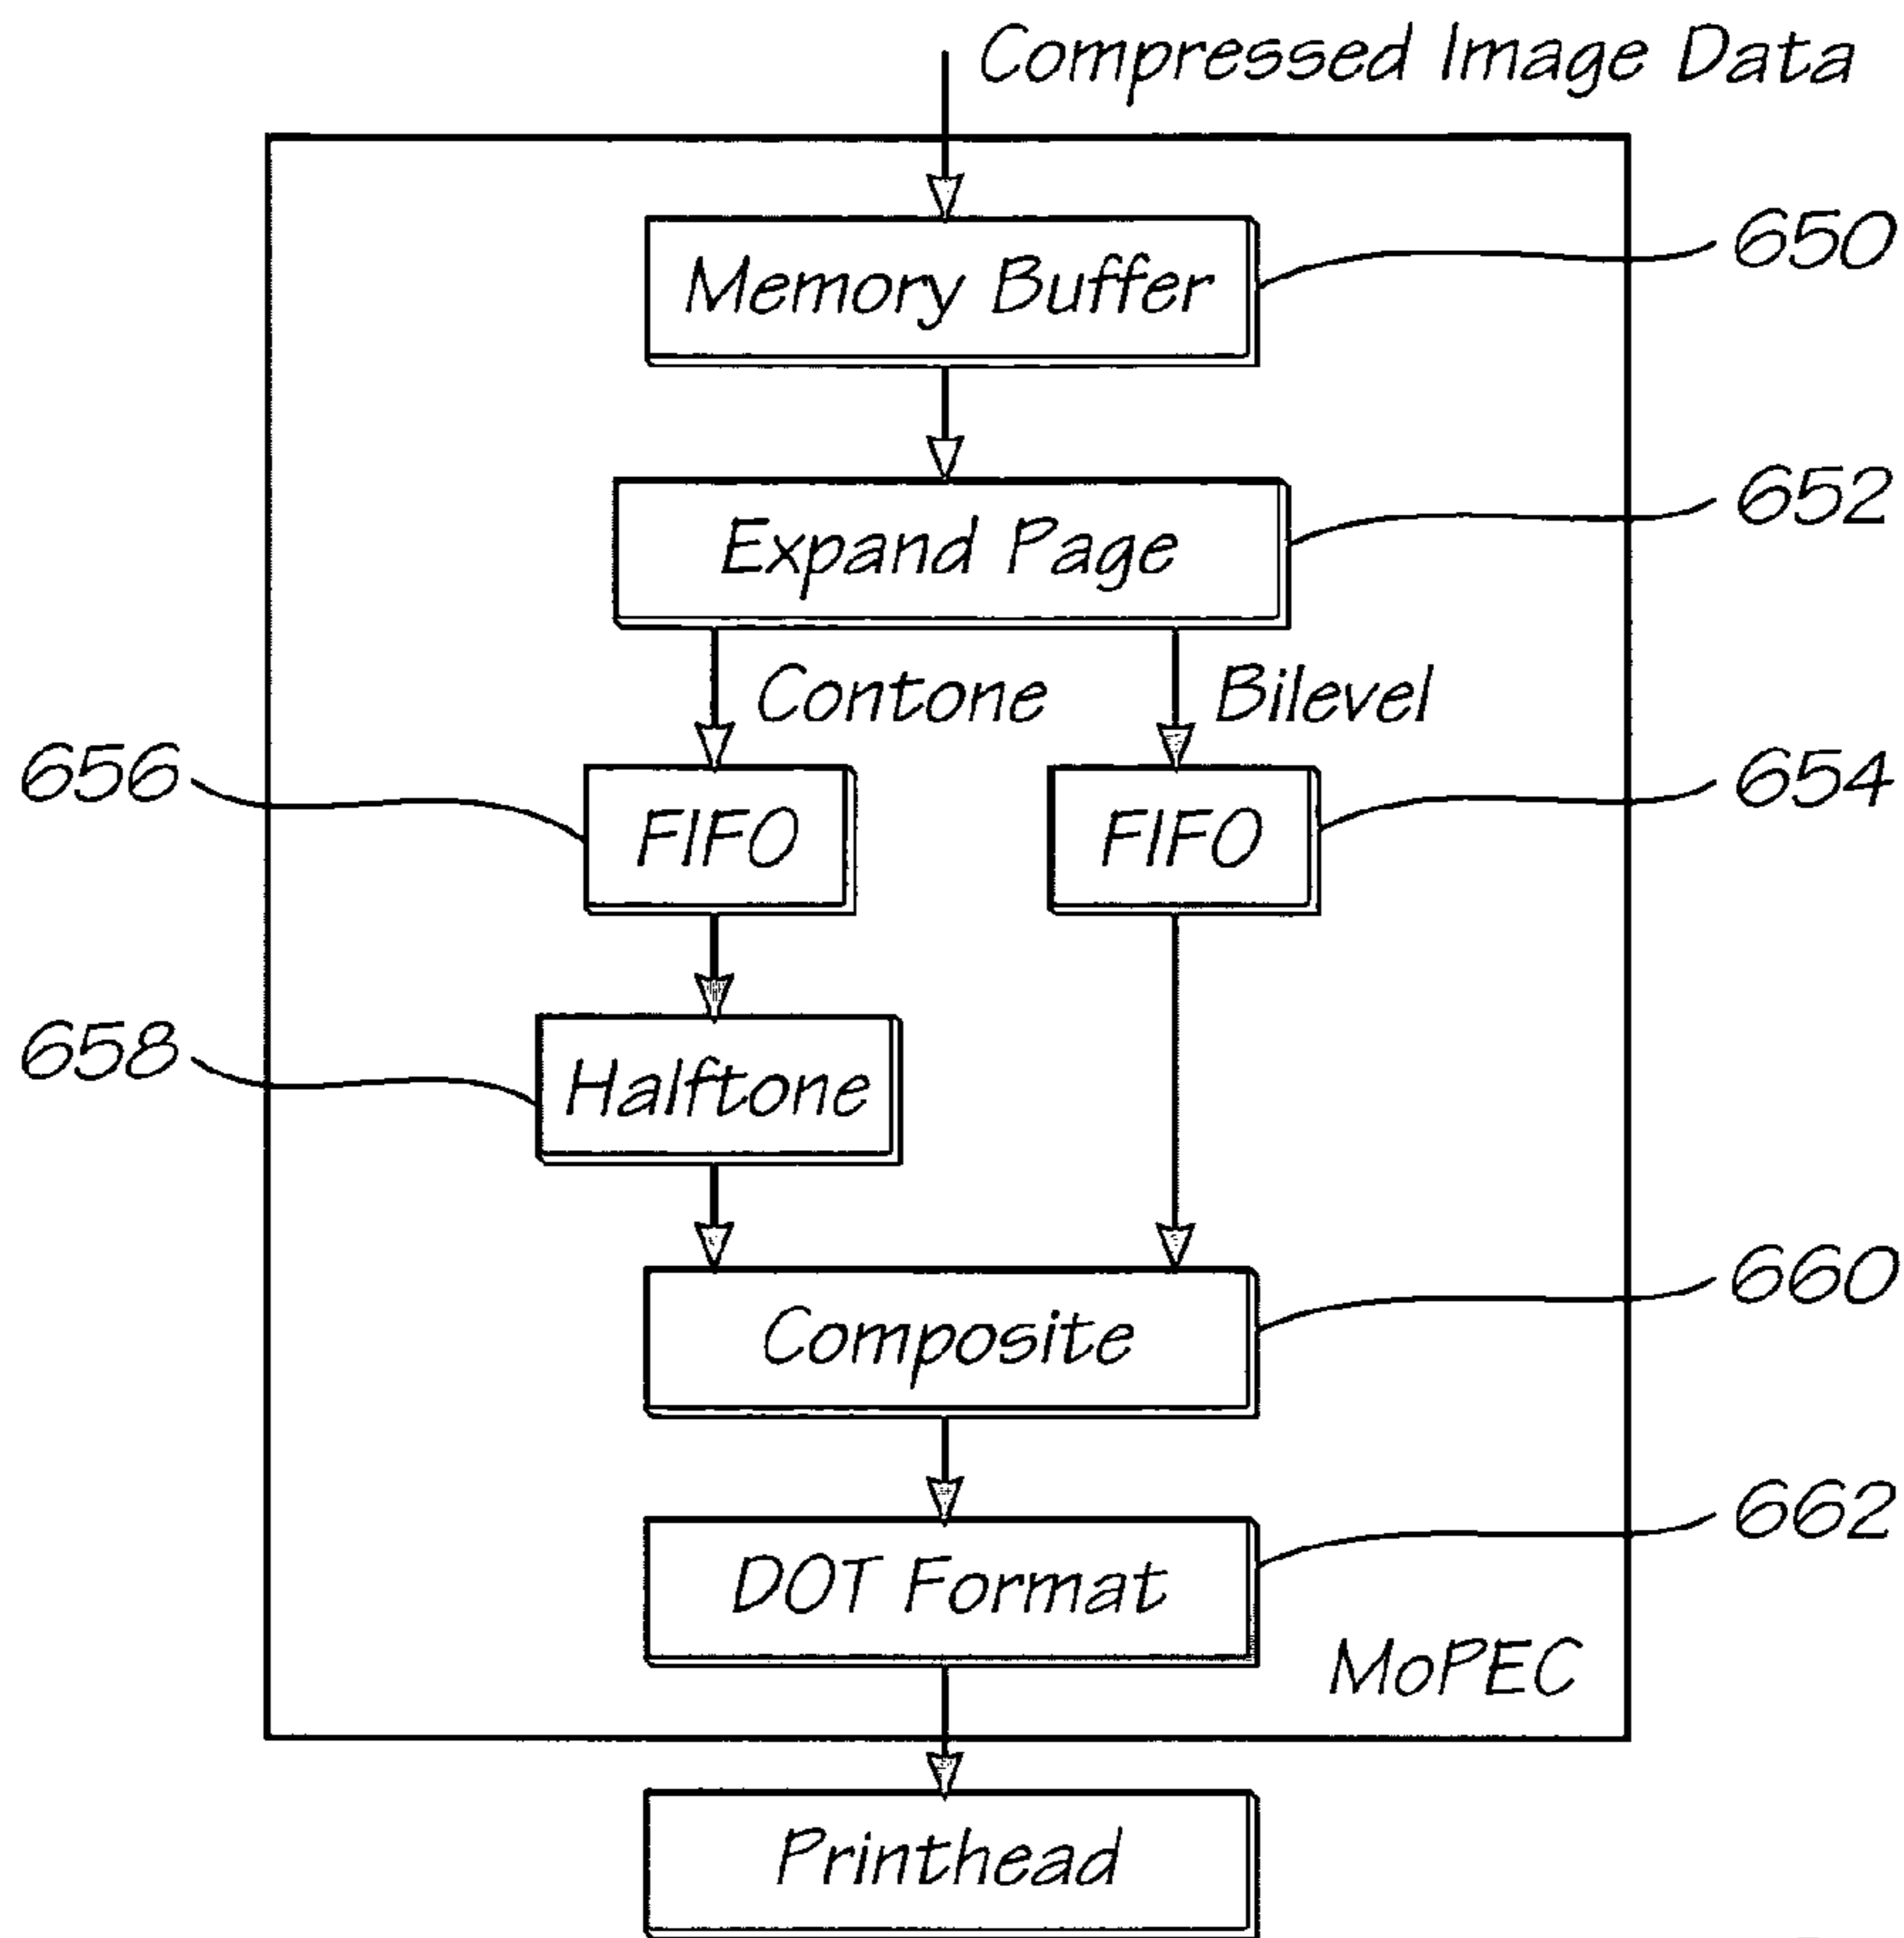 Compressed Image Data
Memory Buffer
650
Expand Page
652
Contone
Bilevel
656
FIFO
FIFO
654
658
Halftone
Composite
660
DOT Format
662
MoPEC
Printhead